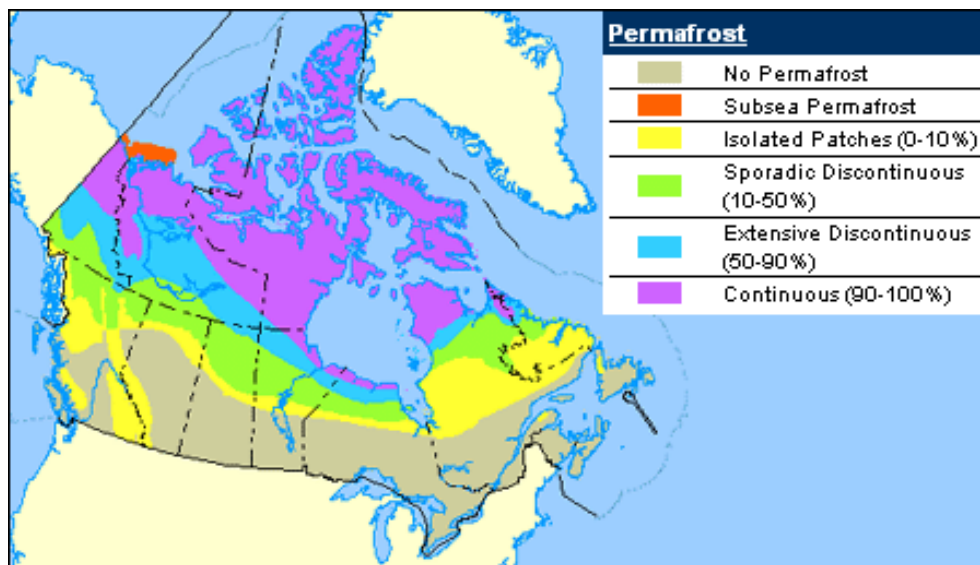 Permafrost
No Permafrost
Subsea Permafrost
Isolated Patches (0-10%)
Sporadic Discontinuous
(10-50%)
Extensive Discontinuous
(50-90%)
Continuous (90-100%)